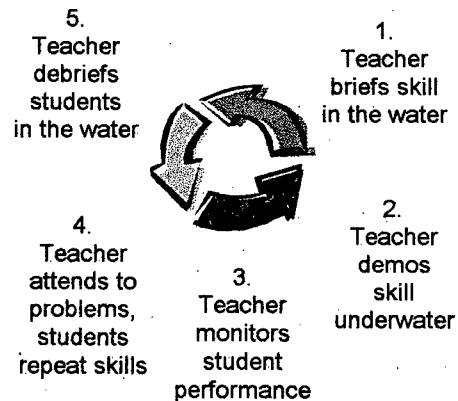 1.
Teacher
briefs skill
in the water
2.
Teacher
demos
skill
underwater
3.
Teacher
monitors
student
performance
4.
Teacher
attends to
problems,
students
repeat skills
5.
Teacher
debriefs
students
in the water